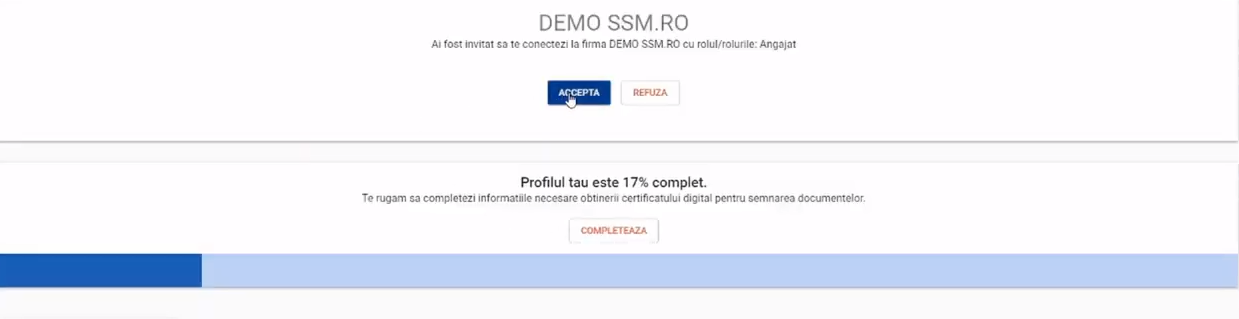 DEMO SSM.RO
Ai fost invitat sa te conectezi la firma DEMO SSM.RO cu rolul/rolurile: Angajat
ACCEPTA
REFUZA
Profilul tau este 17% complet.
Te rugam sa completezi informatiile necesare obtinerii certificatului digital pentru semnarea documentelor.
COMPLETEAZA